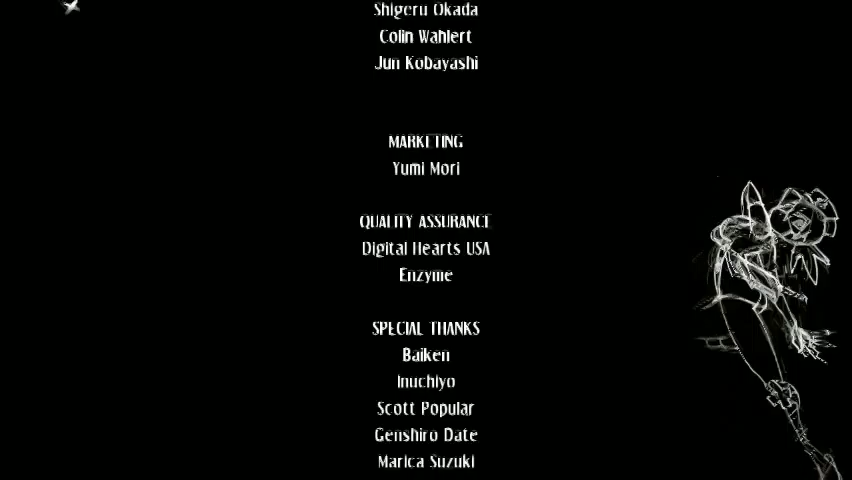 Shigeru Okada
Colin Wahlert
Jun Kobayashi
MARKETING
Yumi Mori
QUALITY ASSURANCE
Digital Hearts USA
Enzyme
SPECIAL THANKS
Baiken
Inuchiyo
Scott Popular
Genshiro Date
Marica Suzuki